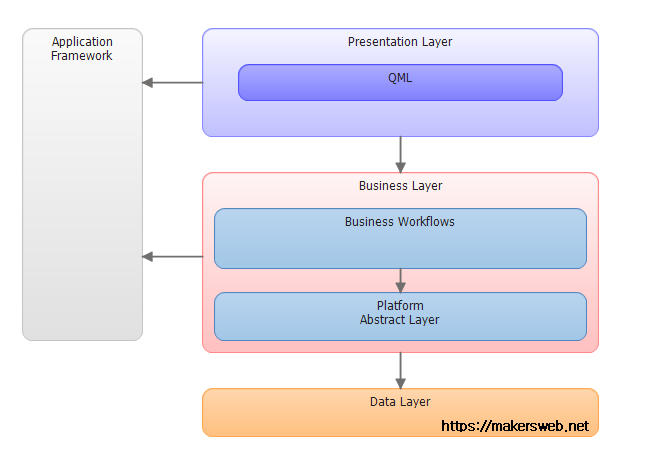 Application
Framework
Presentation Layer
QML
Business Layer
Business Workflows
Platform
Abstract Layer
Data Layer
https://makersweb.net